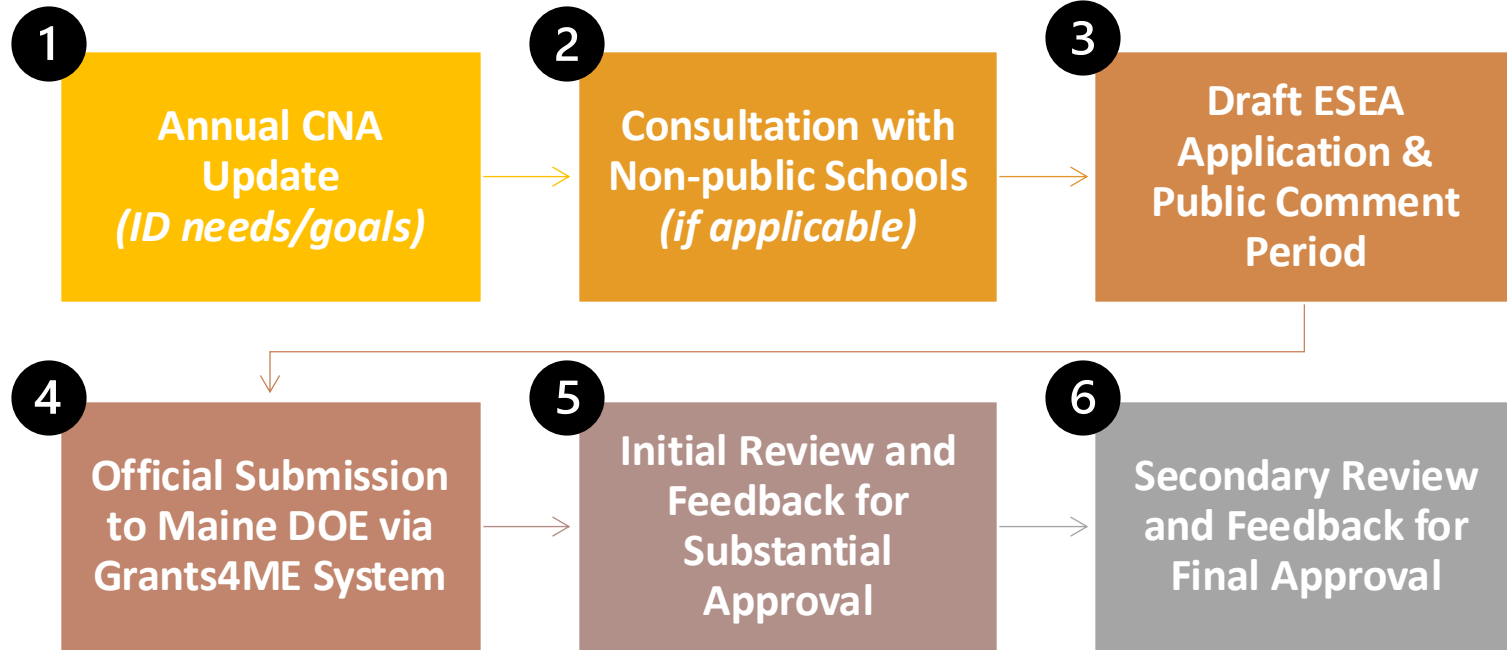 1
Annual CNA
Update
(ID needs/goals)
2
Consultation with
Non-public Schools
(if applicable)
3
Draft ESEA
Application &
Public Comment
Period
4
Official Submission
to Maine DOE via
Grants4ME System
5
Initial Review and
Feedback for
Substantial
Approval
6
Secondary Review
and Feedback for
Final Approval